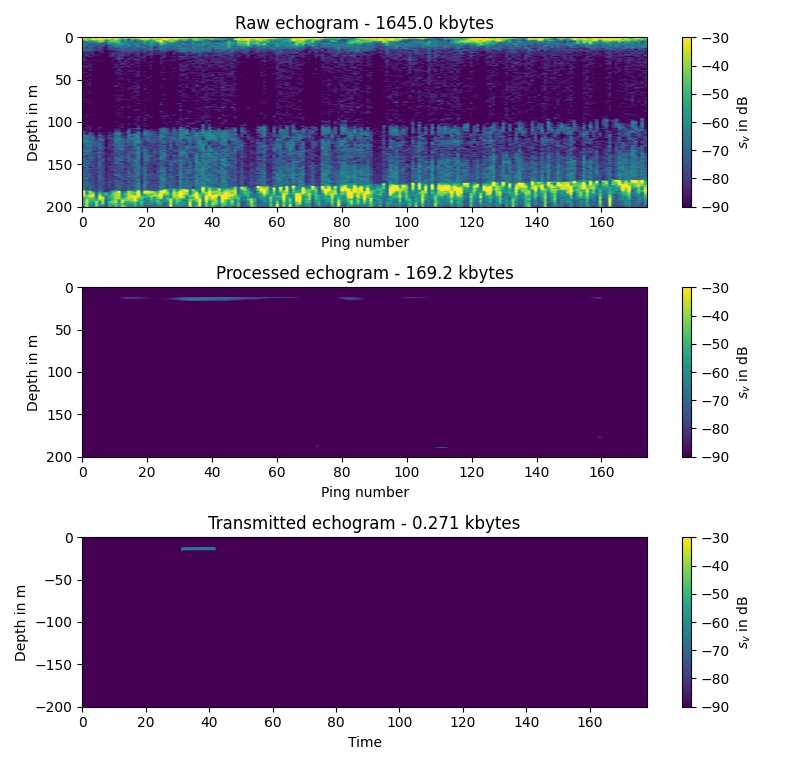 Raw echogram - 1645.0 kbytes
0
50
100
150
200
Depth in m
0 20 40 60 80 100 120 140 160
Ping number
−30
−40
−50
−60
−70
−80
−90
sv in dB
Processed echogram - 169.2 kbytes
0
50
100
150
200
Depth in m
0 20 40 60 80 100 120 140 160
Ping number
−30
−40
−50
−60
−70
−80
−90
sv in dB
Transmitted echogram - 0.271 kbytes
0
−50
−100
−150
−200
Depth in m
0 20 40 60 80 100 120 140 160
Time
−30
−40
−50
−60
−70
−80
−90
sv in dB